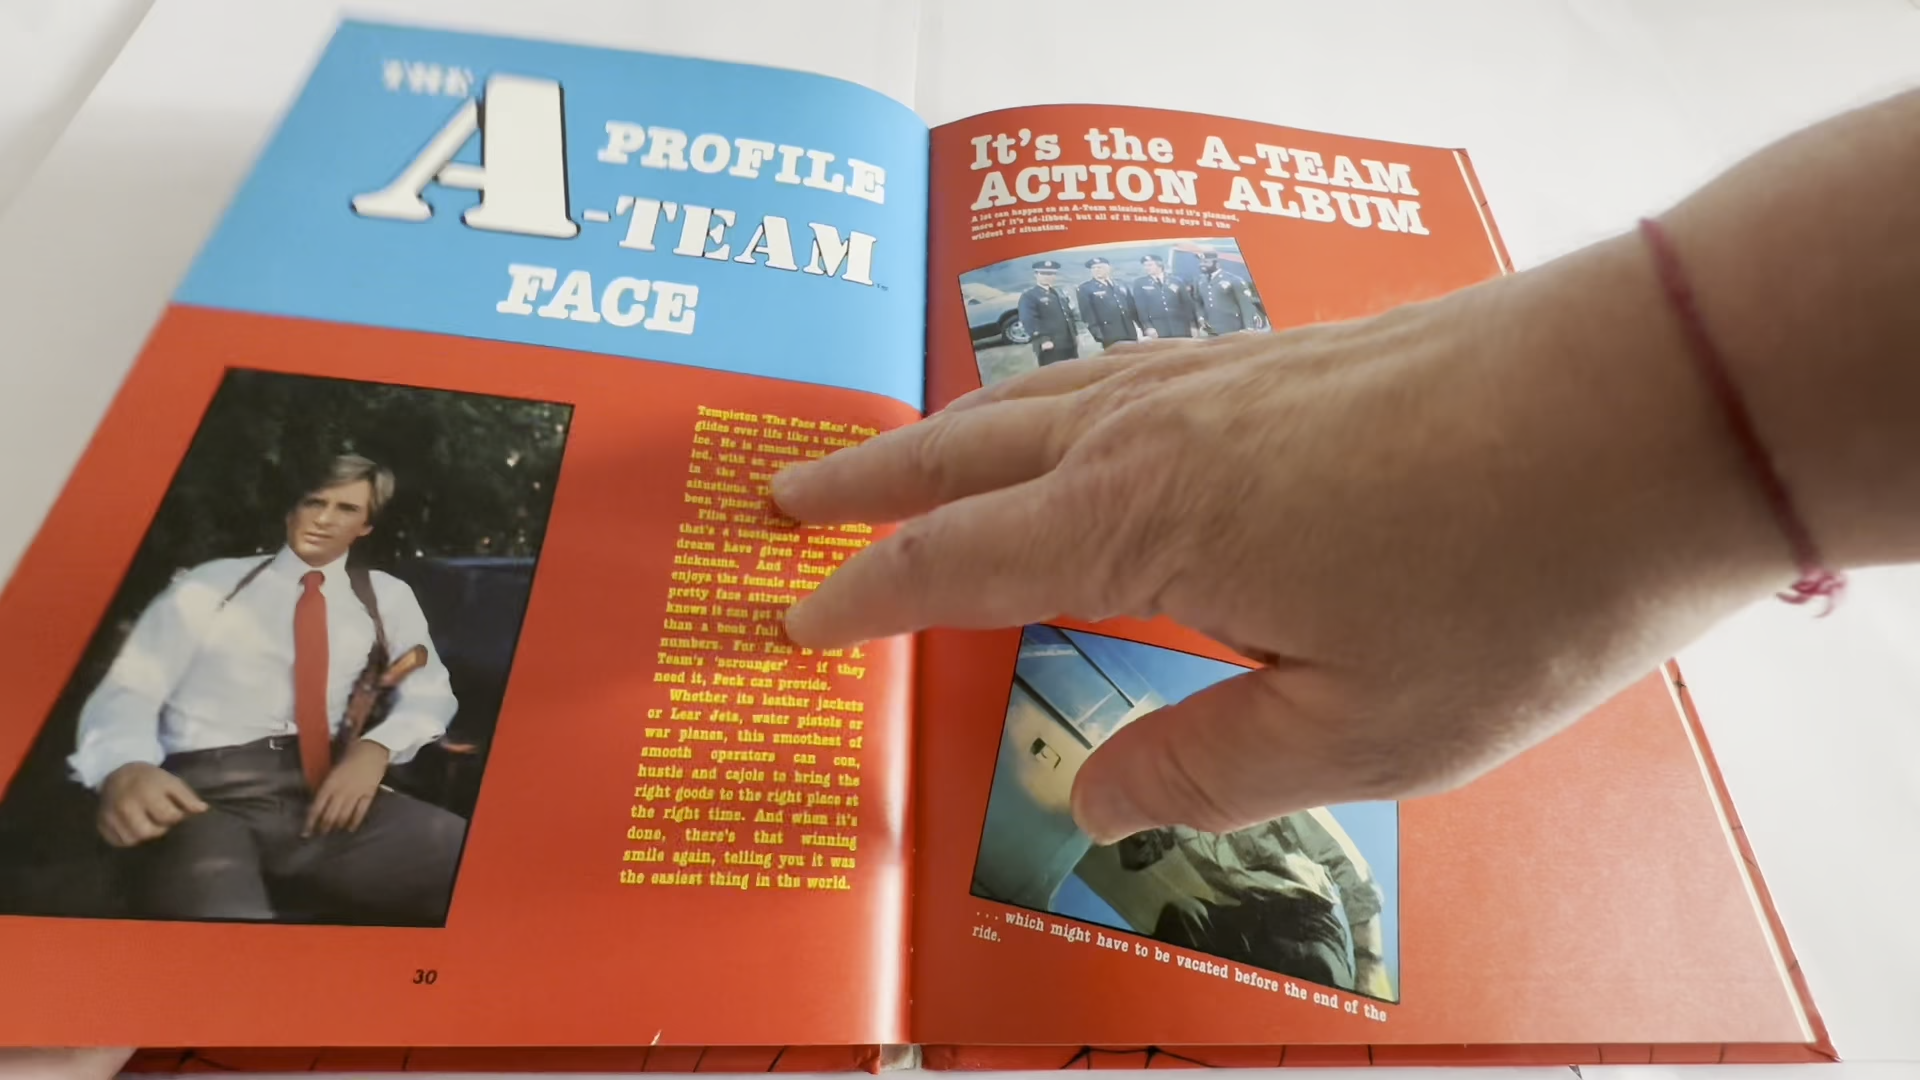 THE
A PROFILE
-TEAM
FACE
Templeton 'The Face Man' Peck
glides over life like a skater
ice. He is smooth and
led, with an
in the
situations.
been 'phased'
Film star smile
that's a toothpaste salesman's
dream have given rise to
nickname. And
enjoys the female
pretty face attracts
knows it can get
than a book full
numbers. For Face is the A-
Team's 'scrounger' – if they
need it, Peck can provide.
Whether its leather jackets
or Lear Jets, water pistols or
war planes, this smoothest of
smooth operators can con,
hustle and cajole to bring the
right goods to the right place at
the right time. And when it's
done, there's that winning
smile again, telling you it was
the easiest thing in the world.
30
It's the A-TEAM
ACTION ALBUM
A lot can happen on an A-Team mission. Some of it's planned,
more of it's ad-libbed, but all of it lands the guys in the
wildest of situations.
... which might have to be vacated before the end of the
ride.